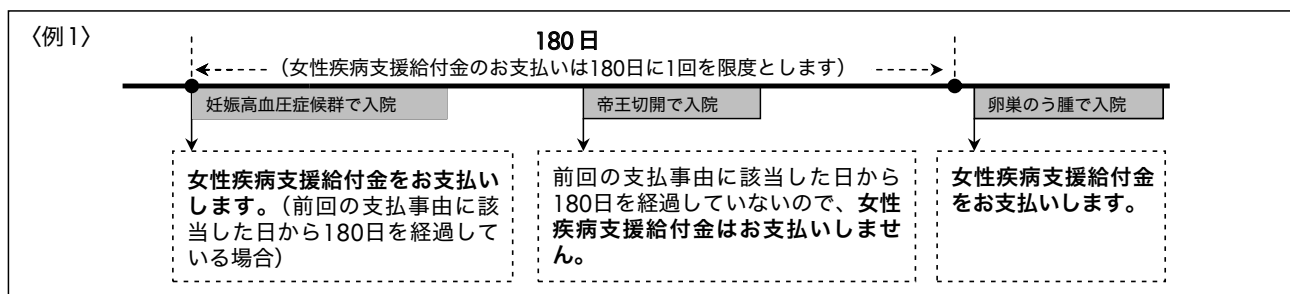 〈例1〉
180日
(女性疾病支援給付金のお支払いは180日に1回を限度とします)
妊娠高血圧症候群で入院
帝王切開で入院
卵巣のう腫で入院
女性疾病支援給付金をお支払い
します。(前回の支払事由に該
当した日から180日を経過して
いる場合)
前回の支払事由に該当した日から
180日を経過していないので、女性
疾病支援給付金はお支払いしませ
ん。
女性疾病支援給付金
をお支払いします。